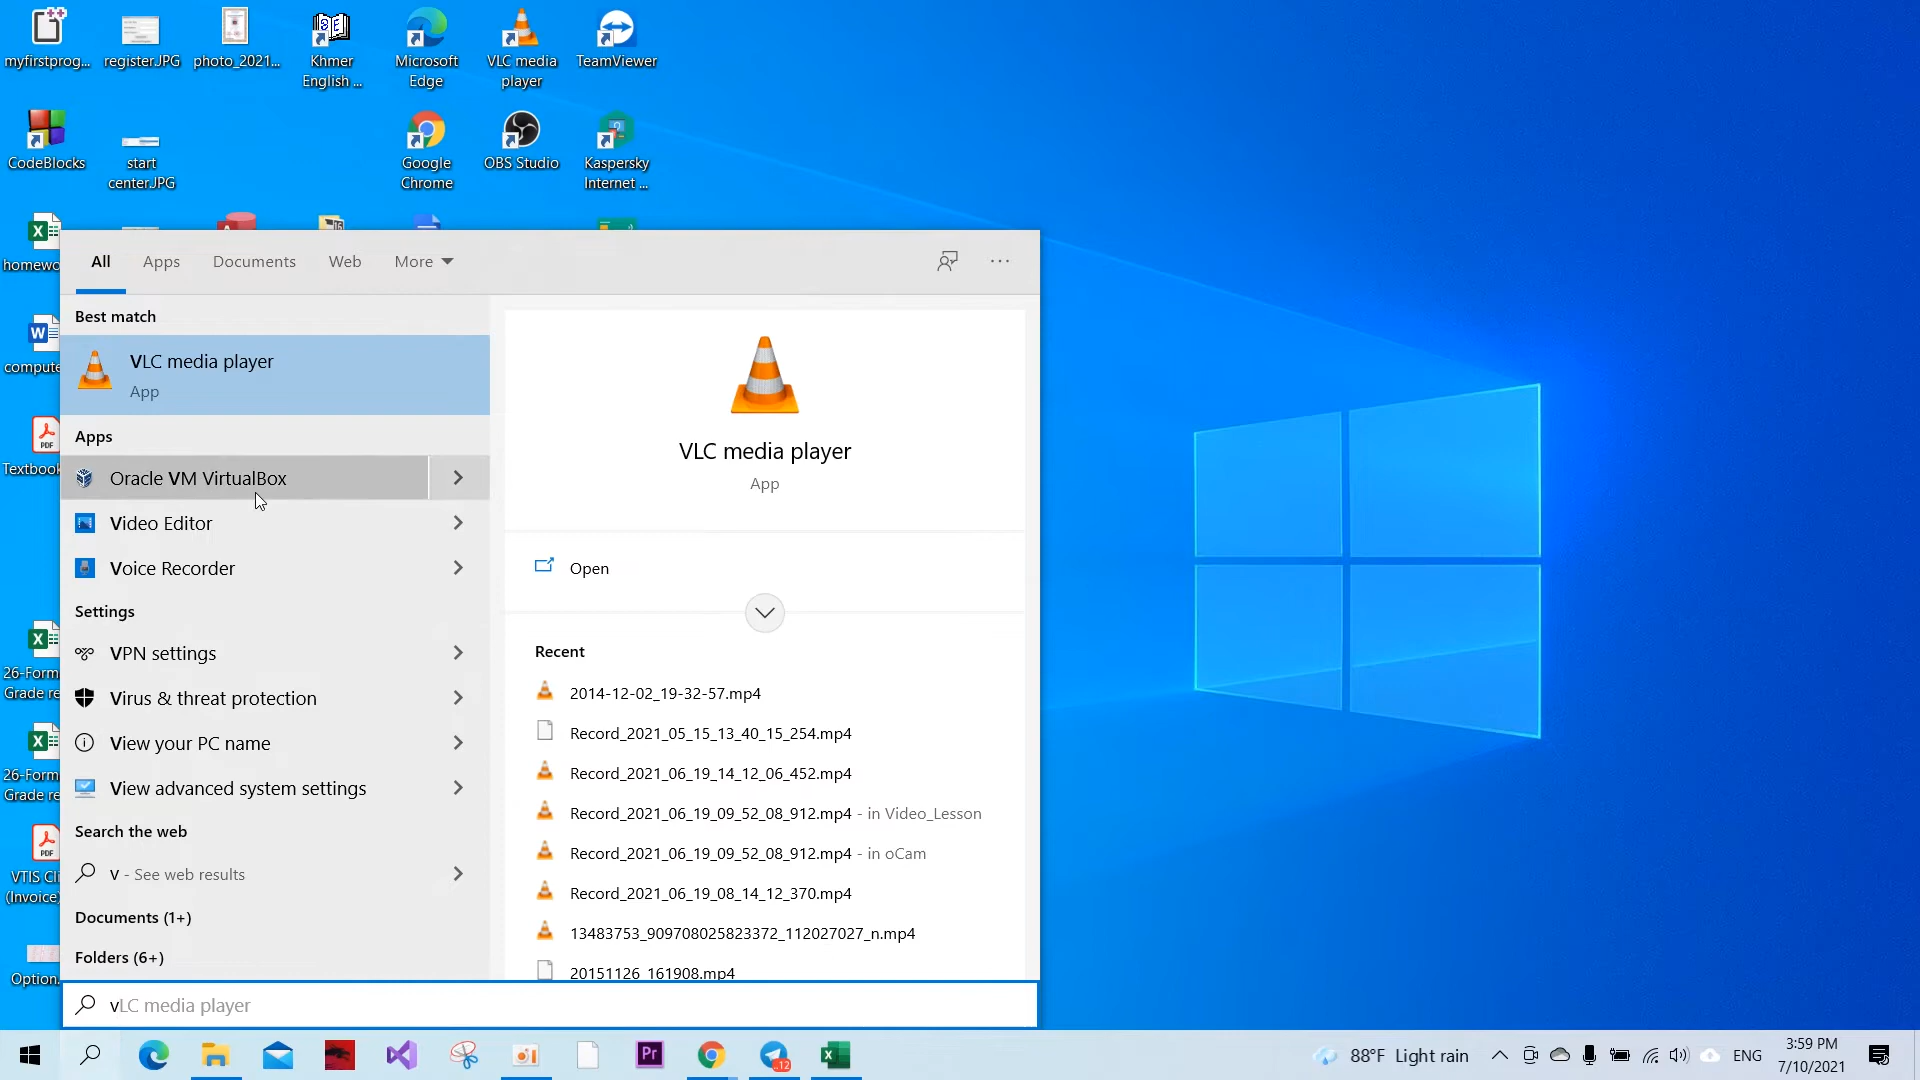 myfirstprog...
register.JPG
photo_2021...
Khmer
English ...
Microsoft
Edge
VLC media
player
TeamViewer
CodeBlocks
start
center.JPG
Google
Chrome
OBS Studio
Kaspersky
Internet ...
homewo
compute
Textbook
26-Form
Grade re
26-Form
Grade re
VTIS Cli
(Invoice)
Option.
All
Apps
Documents
Web
More
Best match
VLC media player
App
Apps
Oracle VM VirtualBox
Video Editor
Voice Recorder
Settings
VPN settings
Virus & threat protection
View your PC name
View advanced system settings
Search the web
v - See web results
Documents (1+)
Folders (6+)
VLC media player
App
Open
Recent
2014-12-02_19-32-57.mp4
Record_2021_05_15_13_40_15_254.mp4
Record_2021_06_19_14_12_06_452.mp4
Record_2021_06_19_09_52_08_912.mp4 - in Video_Lesson
Record_2021_06_19_09_52_08_912.mp4 - in oCam
Record_2021_06_19_08_14_12_370.mp4
13483753_909708025823372_112027027_n.mp4
20151126_161908.mp4
vLC media player
Pr
...12
88°F Light rain
ENG
3:59 PM
7/10/2021